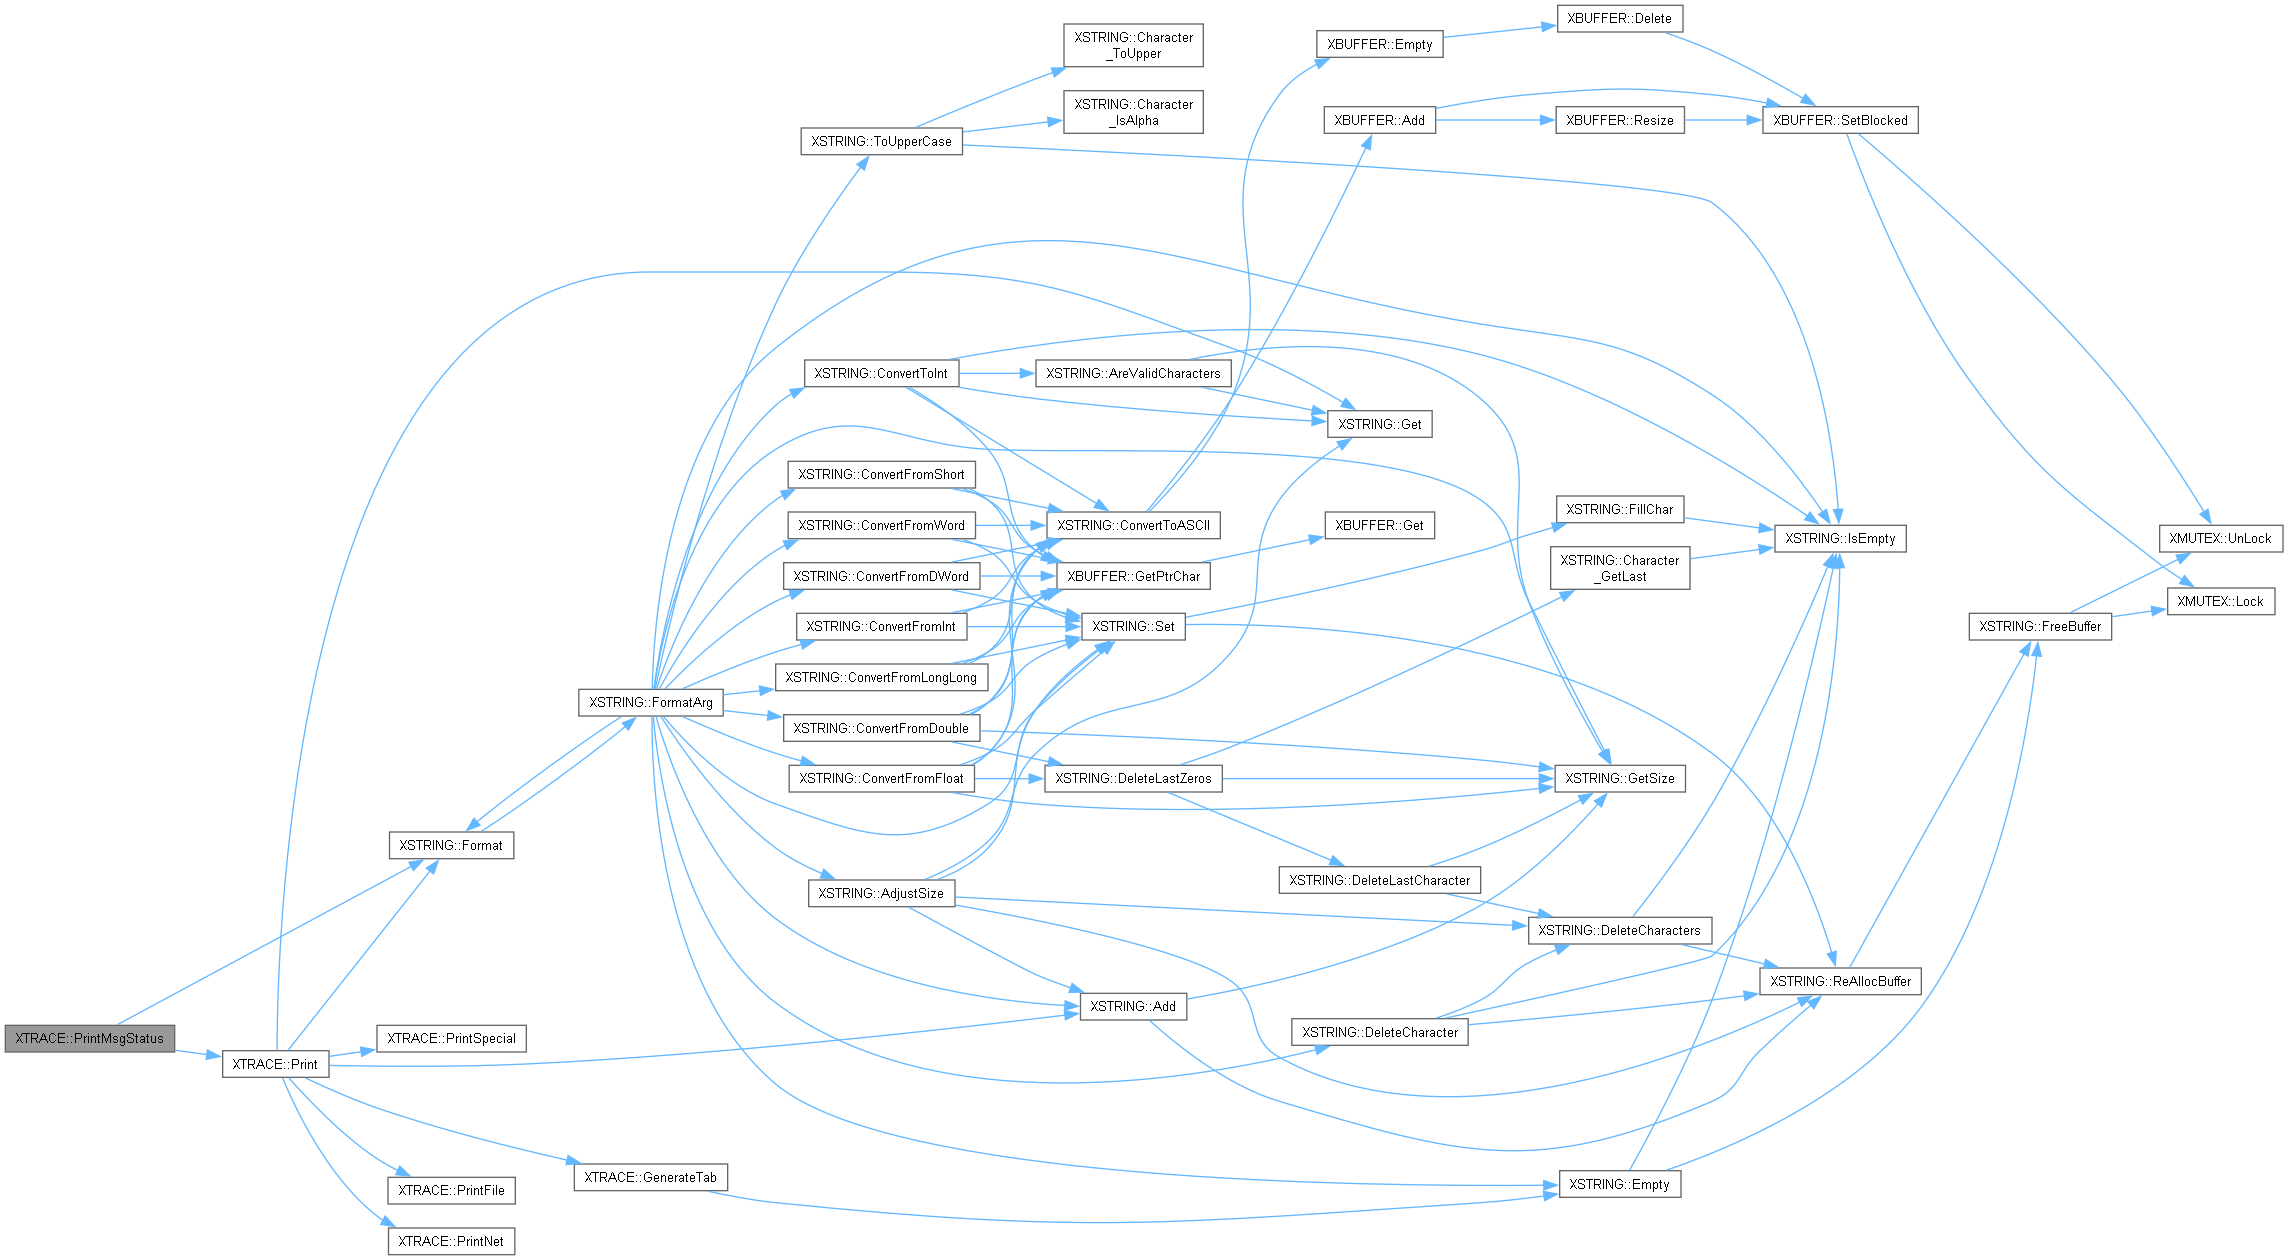 XBUFFER::Delete
XSTRING::Character
_ToUpper
XBUFFER::Empty
XSTRING::Character
_IsAlpha
XBUFFER::Add
XBUFFER::Resize
XBUFFER::SetBlocked
XSTRING::ToUpperCase
XSTRING::ConvertToInt
XSTRING::AreValidCharacters
XSTRING::Get
XSTRING::ConvertFromShort
XSTRING::FillChar
XSTRING::ConvertFromWord
XSTRING::ConvertToASCII
XBUFFER::Get
XSTRING::IsEmpty
XMUTEX::UnLock
XSTRING::Character
_GetLast
XSTRING::ConvertFromDWord
XBUFFER::GetPtrChar
XMUTEX::Lock
XSTRING::ConvertFromInt
XSTRING::Set
XSTRING::FreeBuffer
XSTRING::ConvertFromLongLong
XSTRING::FormatArg
XSTRING::ConvertFromDouble
XSTRING::ConvertFromFloat
XSTRING::DeleteLastZeros
XSTRING::GetSize
XSTRING::Format
XSTRING::DeleteLastCharacter
XSTRING::AdjustSize
XSTRING::DeleteCharacters
XSTRING::ReAllocBuffer
XSTRING::Add
XSTRING::DeleteCharacter
XTRACE::PrintMsgStatus
XTRACE::PrintSpecial
XTRACE::Print
XTRACE::GenerateTab
XSTRING::Empty
XTRACE::PrintFile
XTRACE::PrintNet